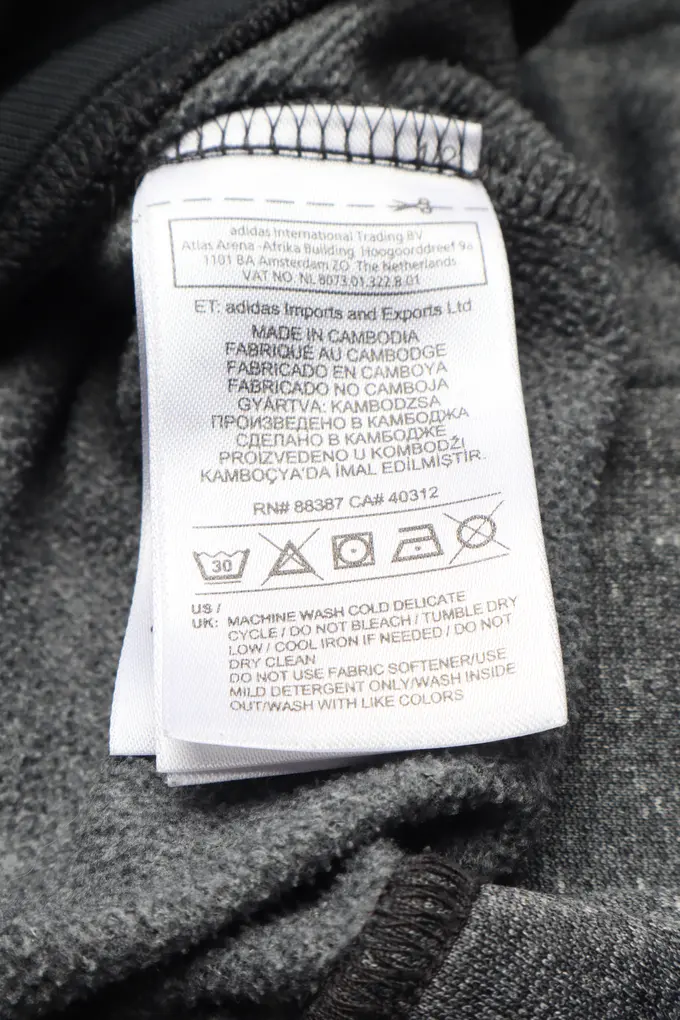 1/2
adidas International Trading BV
Atlas Arena -Afrika Building Hoogoorddreef 9a
1101 BA Amsterdam ZO The Netherlands
VAT NO. NL 8073.01.322.B.01
ET: adidas Imports and Exports Ltd
MADE IN CAMBODIA
FABRIQUÉ AU CAMBODGE
FABRICADO EN CAMBOYA
FABRICADO NO CAMBOJA
GYÁRTVA: KAMBODZSA
ПРОИЗВЕДЕНО В КАМБОДЖА
СДЕЛАНО В КАМБОДЖЕ
PROIZVEDENO U KOMBODŽI
KAMBOÇYA'DA İMAL EDİLMİŞTİR.
RN# 88387 CA# 40312
30
US /
UK: MACHINE WASH COLD DELICATE
CYCLE / DO NOT BLEACH / TUMBLE DRY
LOW / COOL IRON IF NEEDED / DO NOT
DRY CLEAN
DO NOT USE FABRIC SOFTENER/USE
MILD DETERGENT ONLY/WASH INSIDE
OUT/WASH WITH LIKE COLORS